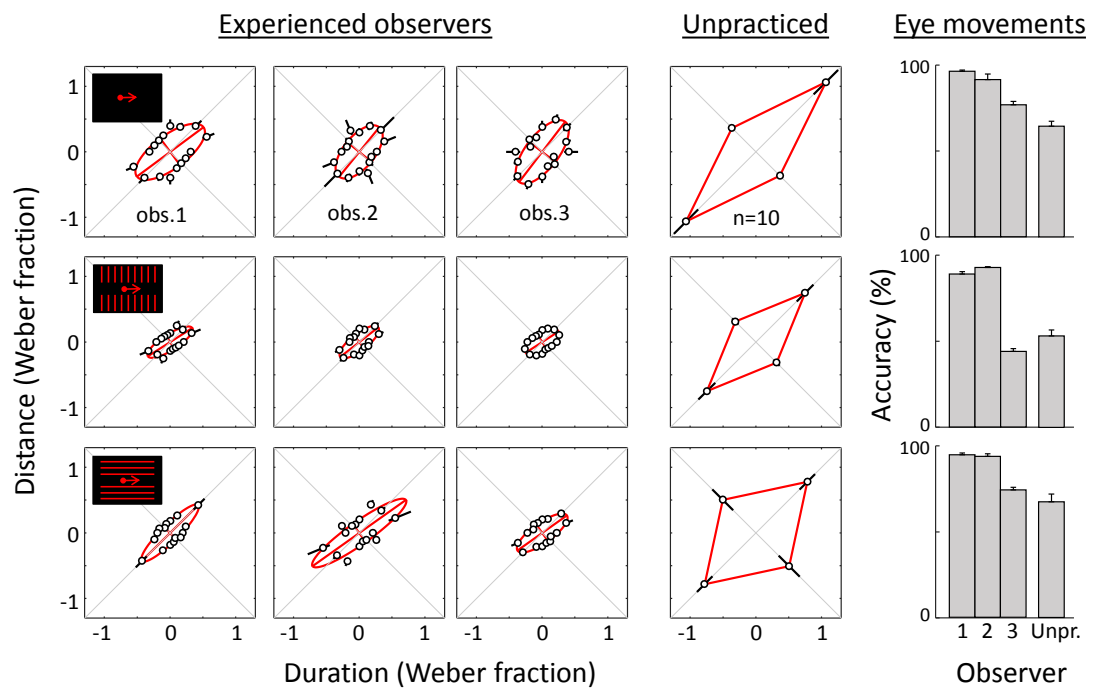 Experienced observers
Unpracticed
Eye movements
1
0
-1
obs.1
obs.2
obs.3
n=10
100
0
1
0
-1
100
0
1
0
-1
100
0
-1 0 1
-1 0 1
-1 0 1
-1 0 1
1 2 3 Unpr.
Distance (Weber fraction)
Duration (Weber fraction)
Accuracy (%)
Observer